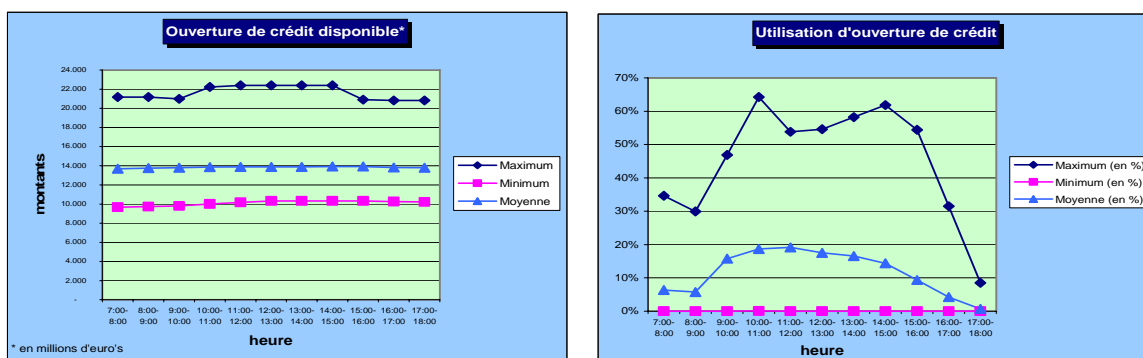 Ouverture de crédit disponible*
24.000
22.000
20.000
18.000
16.000
14.000
12.000
10.000
8.000
6.000
4.000
2.000
-
montants
7:00- 8:00- 9:00- 10:00- 11:00- 12:00- 13:00- 14:00- 15:00- 16:00- 17:00-
8:00 9:00 10:00 11:00 12:00 13:00 14:00 15:00 16:00 17:00 18:00
heure
* en millions d'euro's
Maximum
Minimum
Moyenne
Utilisation d'ouverture de crédit
70%
60%
50%
40%
30%
20%
10%
0%
7:00- 8:00- 9:00- 10:00- 11:00- 12:00- 13:00- 14:00- 15:00- 16:00- 17:00-
8:00 9:00 10:00 11:00 12:00 13:00 14:00 15:00 16:00 17:00 18:00
heure
Maximum (en %)
Minimum (en %)
Moyenne (en %)